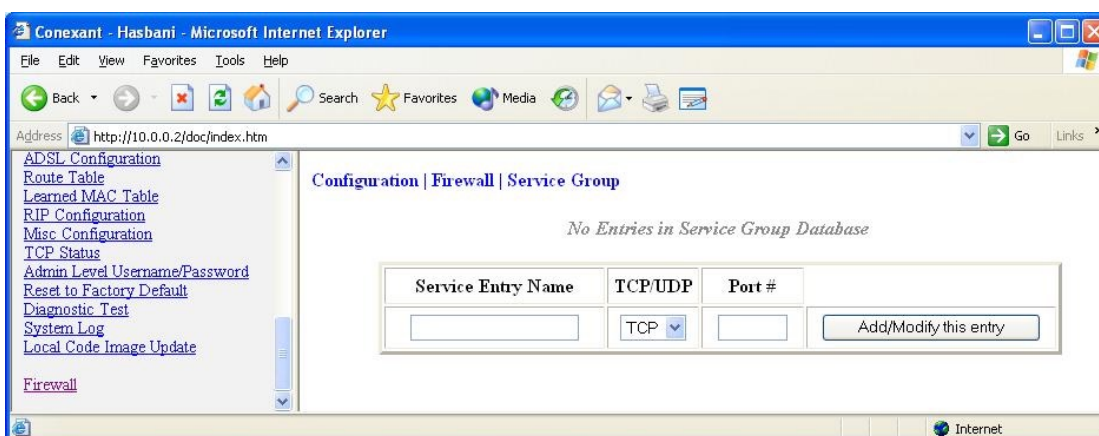 Conexant - Hasbani - Microsoft Internet Explorer
File Edit View Favorites Tools Help
Back Search Favorites Media
Address http://10.0.0.2/doc/index.htm Go Links
ADSL Configuration
Route Table
Learned MAC Table
RIP Configuration
Misc Configuration
TCP Status
Admin Level Username/Password
Reset to Factory Default
Diagnostic Test
System Log
Local Code Image Update
Firewall
Configuration | Firewall | Service Group
No Entries in Service Group Database
Service Entry Name TCP/UDP Port #
TCP Add/Modify this entry
Internet